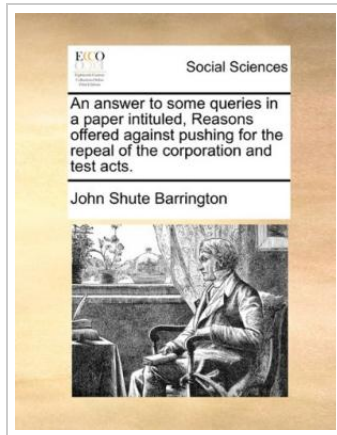 ECCO
Social Sciences
An answer to some queries in
a paper intituled, Reasons
offered against pushing for the
repeal of the corporation and
test acts.
John Shute Barrington